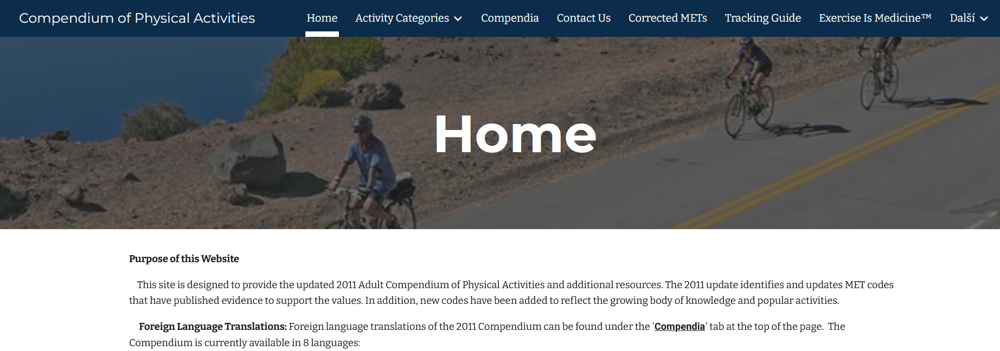 Compendium of Physical Activities
Home
Activity Categories
Compendia
Contact Us
Corrected METs
Tracking Guide
Exercise Is Medicine™
Další
Home
Purpose of this Website
This site is designed to provide the updated 2011 Adult Compendium of Physical Activities and additional resources. The 2011 update identifies and updates MET codes
that have published evidence to support the values. In addition, new codes have been added to reflect the growing body of knowledge and popular activities.
Foreign Language Translations: Foreign language translations of the 2011 Compendium can be found under the 'Compendia' tab at the top of the page. The
Compendium is currently available in 8 languages: